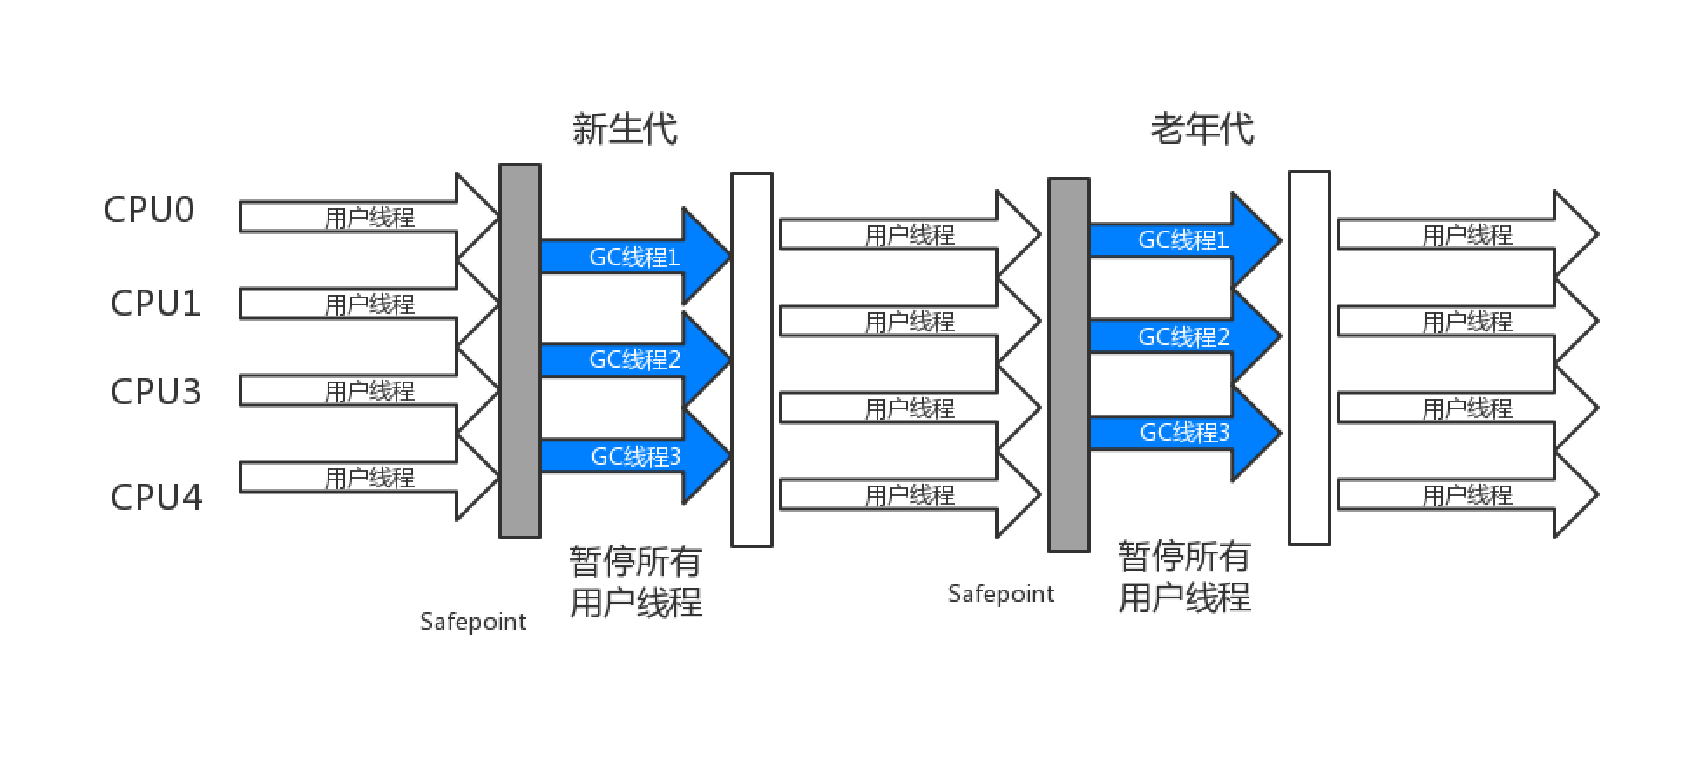 新生代
老年代
CPU0
用户线程
GC线程1
用户线程
GC线程1
用户线程
CPU1
用户线程
GC线程2
用户线程
GC线程2
用户线程
CPU3
用户线程
GC线程3
用户线程
GC线程3
用户线程
CPU4
用户线程
用户线程
用户线程
暂停所有
用户线程
暂停所有
用户线程
Safepoint
Safepoint